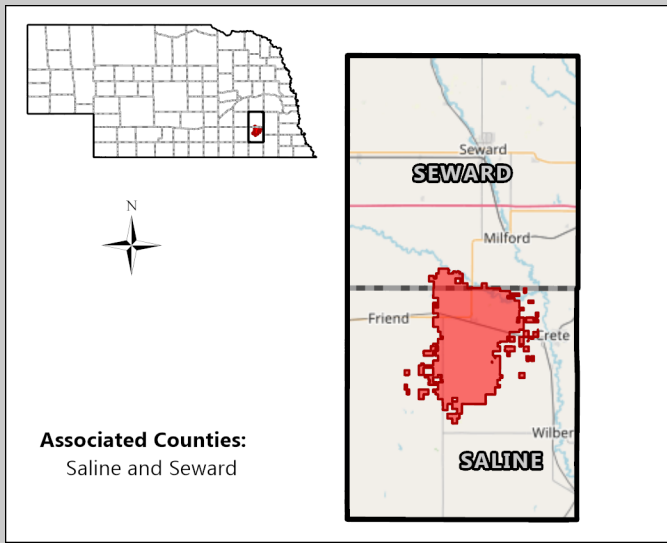 N
Seward
SEWARD
Milford
Friend
Crete
Wilber
SALINE
Associated Counties:
Saline and Seward